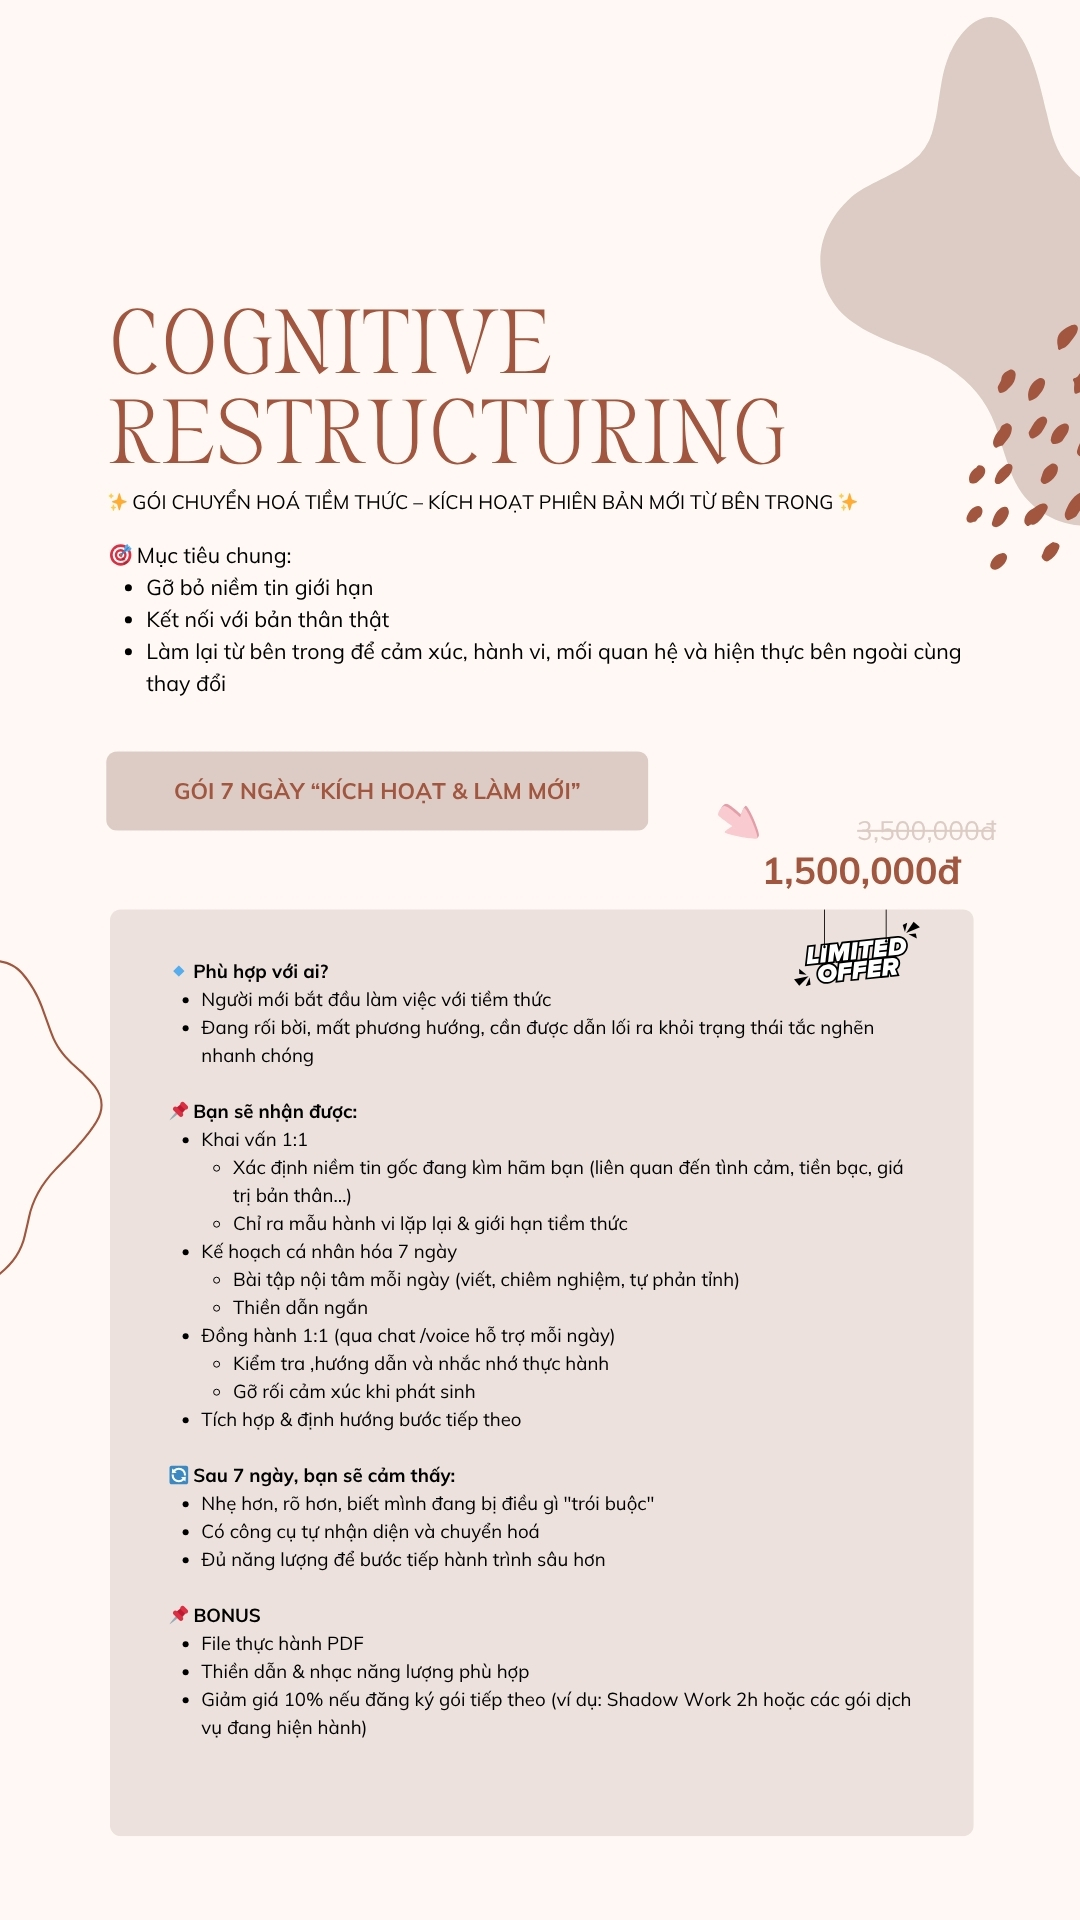 COGNITIVE
RESTRUCTURING
✨ GÓI CHUYỂN HOÁ TIỀM THỨC – KÍCH HOẠT PHIÊN BẢN MỚI TỪ BÊN TRONG ✨
🎯 Mục tiêu chung:
• Gỡ bỏ niềm tin giới hạn
• Kết nối với bản thân thật
• Làm lại từ bên trong để cảm xúc, hành vi, mối quan hệ và hiện thực bên ngoài cùng
thay đổi
GÓI 7 NGÀY “KÍCH HOẠT & LÀM MỚI”
3,500,000đ
1,500,000đ
LIMITED
OFFER
🔹 Phù hợp với ai?
• Người mới bắt đầu làm việc với tiềm thức
• Đang rối bời, mất phương hướng, cần được dẫn lối ra khỏi trạng thái tắc nghẽn
nhanh chóng
📌 Bạn sẽ nhận được:
• Khai vấn 1:1
◦ Xác định niềm tin gốc đang kìm hãm bạn (liên quan đến tình cảm, tiền bạc, giá
trị bản thân...)
◦ Chỉ ra mẫu hành vi lặp lại & giới hạn tiềm thức
• Kế hoạch cá nhân hóa 7 ngày
◦ Bài tập nội tâm mỗi ngày (viết, chiêm nghiệm, tự phản tỉnh)
◦ Thiền dẫn ngắn
• Đồng hành 1:1 (qua chat /voice hỗ trợ mỗi ngày)
◦ Kiểm tra ,hướng dẫn và nhắc nhớ thực hành
◦ Gỡ rối cảm xúc khi phát sinh
• Tích hợp & định hướng bước tiếp theo
🔄 Sau 7 ngày, bạn sẽ cảm thấy:
• Nhẹ hơn, rõ hơn, biết mình đang bị điều gì "trói buộc"
• Có công cụ tự nhận diện và chuyển hoá
• Đủ năng lượng để bước tiếp hành trình sâu hơn
📌 BONUS
• File thực hành PDF
• Thiền dẫn & nhạc năng lượng phù hợp
• Giảm giá 10% nếu đăng ký gói tiếp theo (ví dụ: Shadow Work 2h hoặc các gói dịch
vụ đang hiện hành)